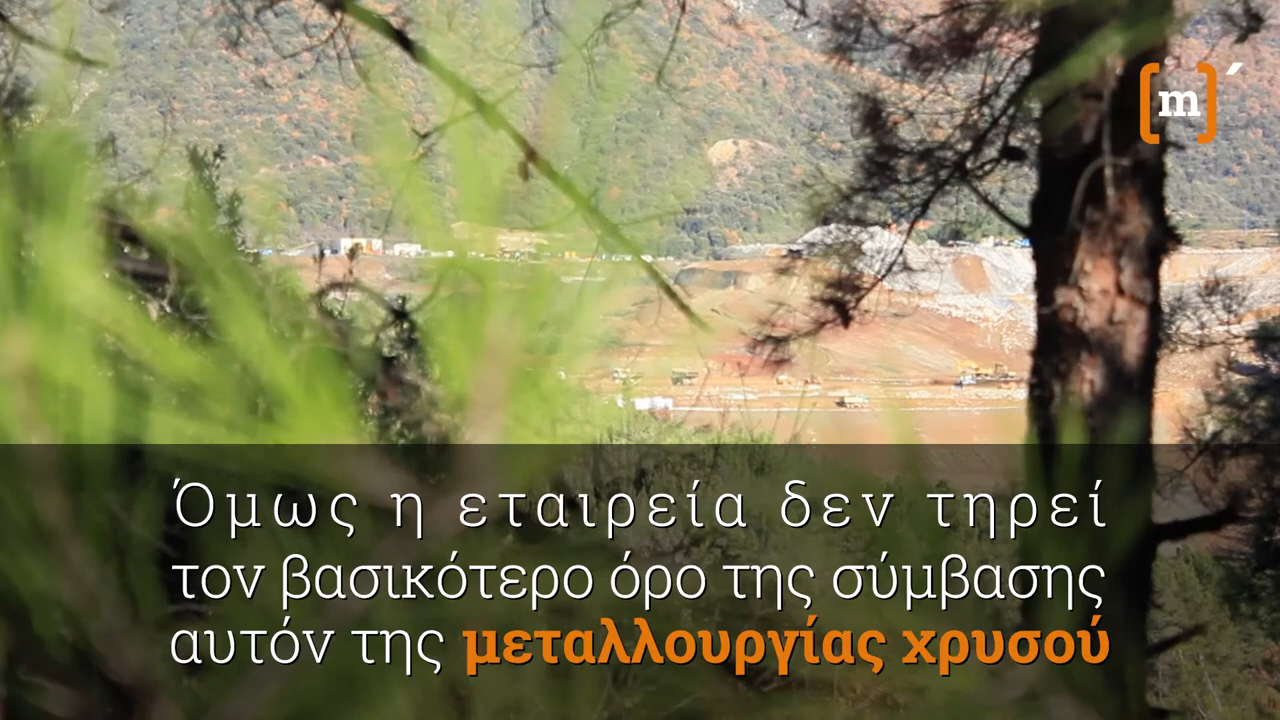 [m]´
Όμως η εταιρεία δεν τηρεί
τον βασικότερο όρο της σύμβασης
αυτόν της μεταλλουργίας χρυσού